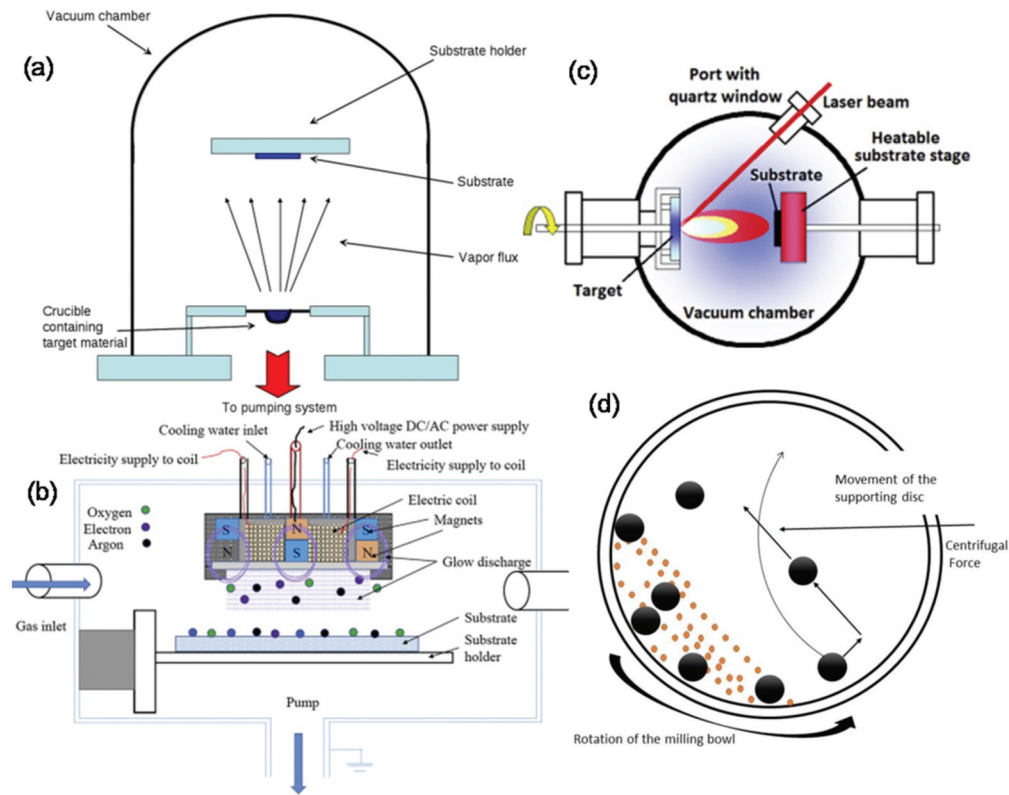 (a)
Vacuum chamber
Substrate holder
Substrate
Vapor flux
Crucible
containing
target material
To pumping system
(c)
Port with
quartz window
Laser beam
Heatable
substrate stage
Substrate
Target
Vacuum chamber
(b)
High voltage DC/AC power supply
Cooling water inlet
Cooling water outlet
Electricity supply to coil
Electricity supply to coil
Oxygen
Electron
Argon
Electric coil
Magnets
Glow discharge
S
N
S
N
S
N
Gas inlet
Substrate
Substrate
holder
Pump
(d)
Movement of the
supporting disc
Centrifugal
Force
Rotation of the milling bowl